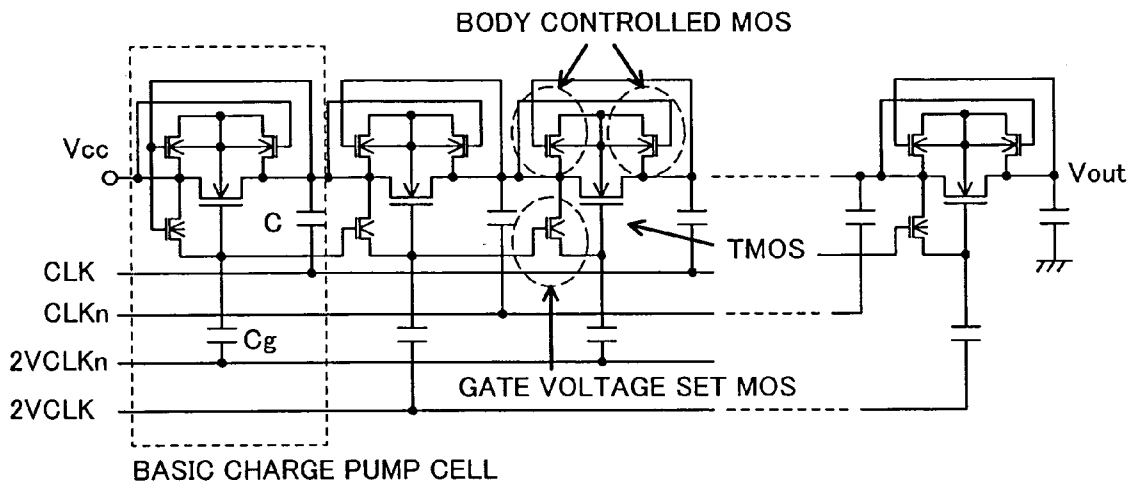 BODY CONTROLLED MOS
Vcc
Vout
C
TMOS
CLK
CLKn
Cg
2VCLKn
GATE VOLTAGE SET MOS
2VCLK
BASIC CHARGE PUMP CELL